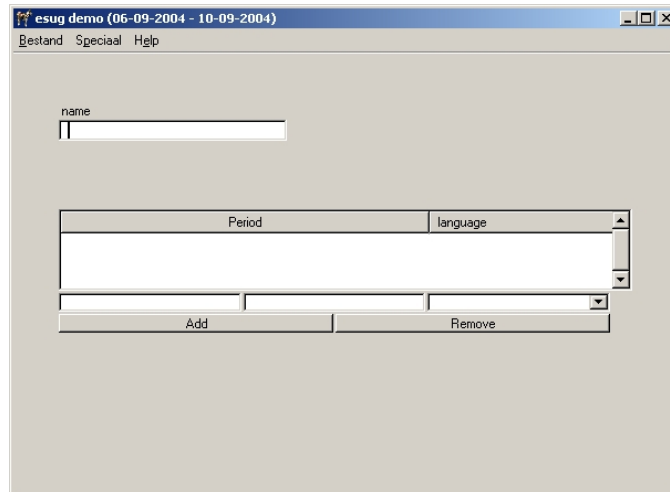 esug demo (06-09-2004 - 10-09-2004)
Bestand Speciaal Help
name
Period language
Add Remove